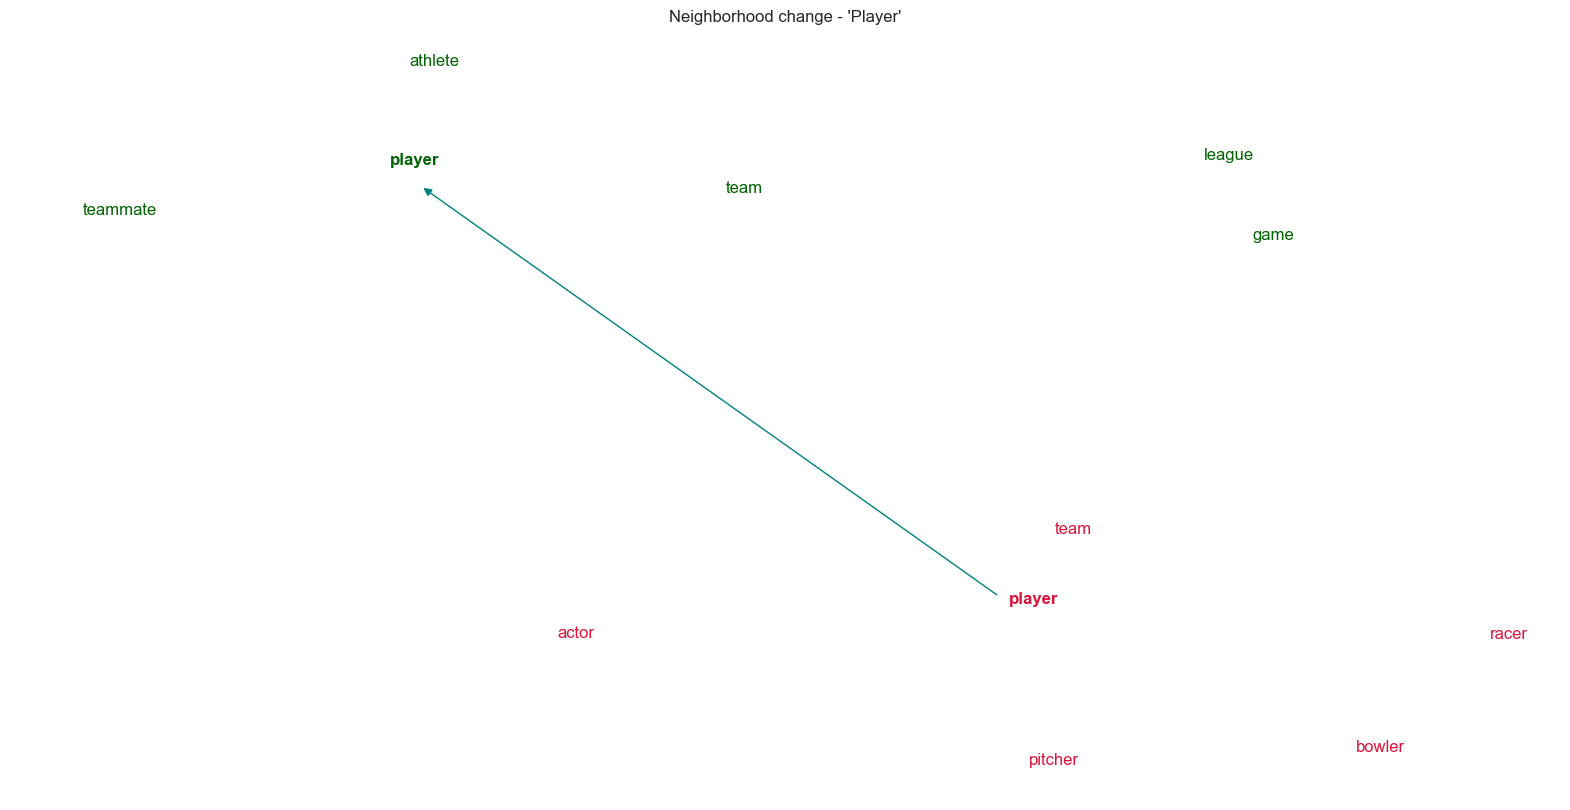 Neighborhood change - 'Player'
athlete
league
player
team
teammate
game
team
player
actor
racer
bowler
pitcher